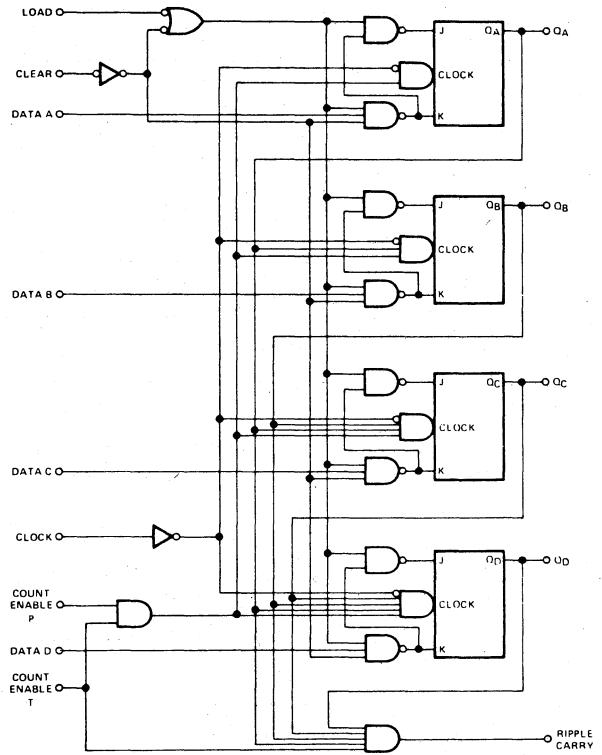 LOAD
CLEAR
DATA A
J QA QA
CLOCK
K
DATA B
J QB QB
CLOCK
K
DATA C
J QC QC
CLOCK
K
CLOCK
COUNT
ENABLE
P
DATA D
COUNT
ENABLE
T
J QD QD
CLOCK
K
RIPPLE
CARRY